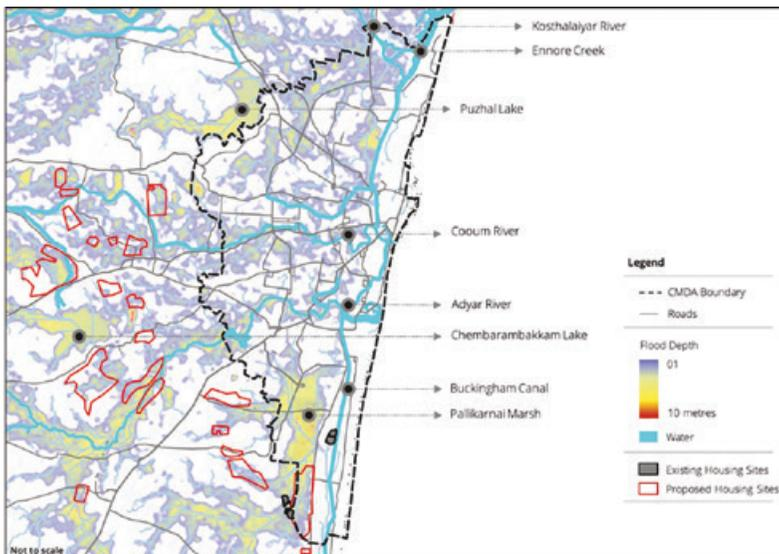 Kosthalaiyar River
Ennore Creek
Puzhal Lake
Cooum River
Adyar River
Chembarambakkam Lake
Buckingham Canal
Pallikarnai Marsh
Legend
CMDA Boundary
Roads
Flood Depth
01
10 metres
Water
Existing Housing Sites
Proposed Housing Sites
Not to scale